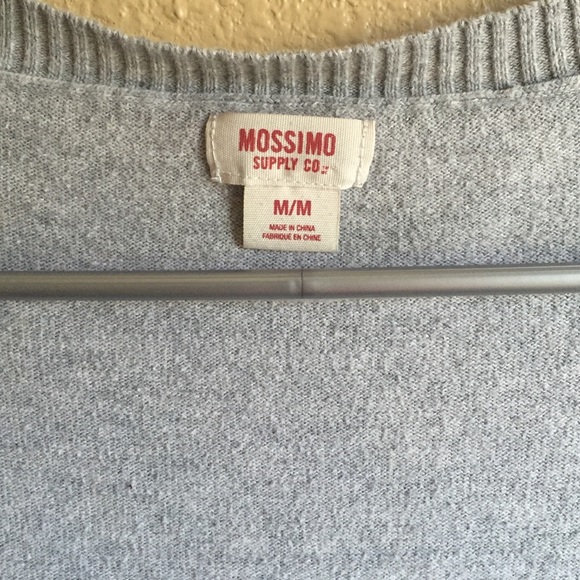 MOSSIMO
SUPPLY CO.
M/M
MADE IN CHINA
FABRIQUÉ EN CHINE